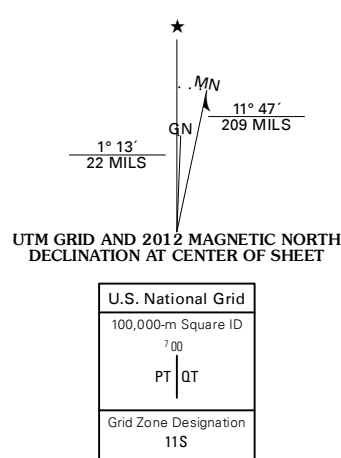 ★
MN
11° 47´
209 MILS
GN
1° 13´
22 MILS
UTM GRID AND 2012 MAGNETIC NORTH
DECLINATION AT CENTER OF SHEET
U.S. National Grid
100,000-m Square ID
⁷00
PT QT
Grid Zone Designation
11S